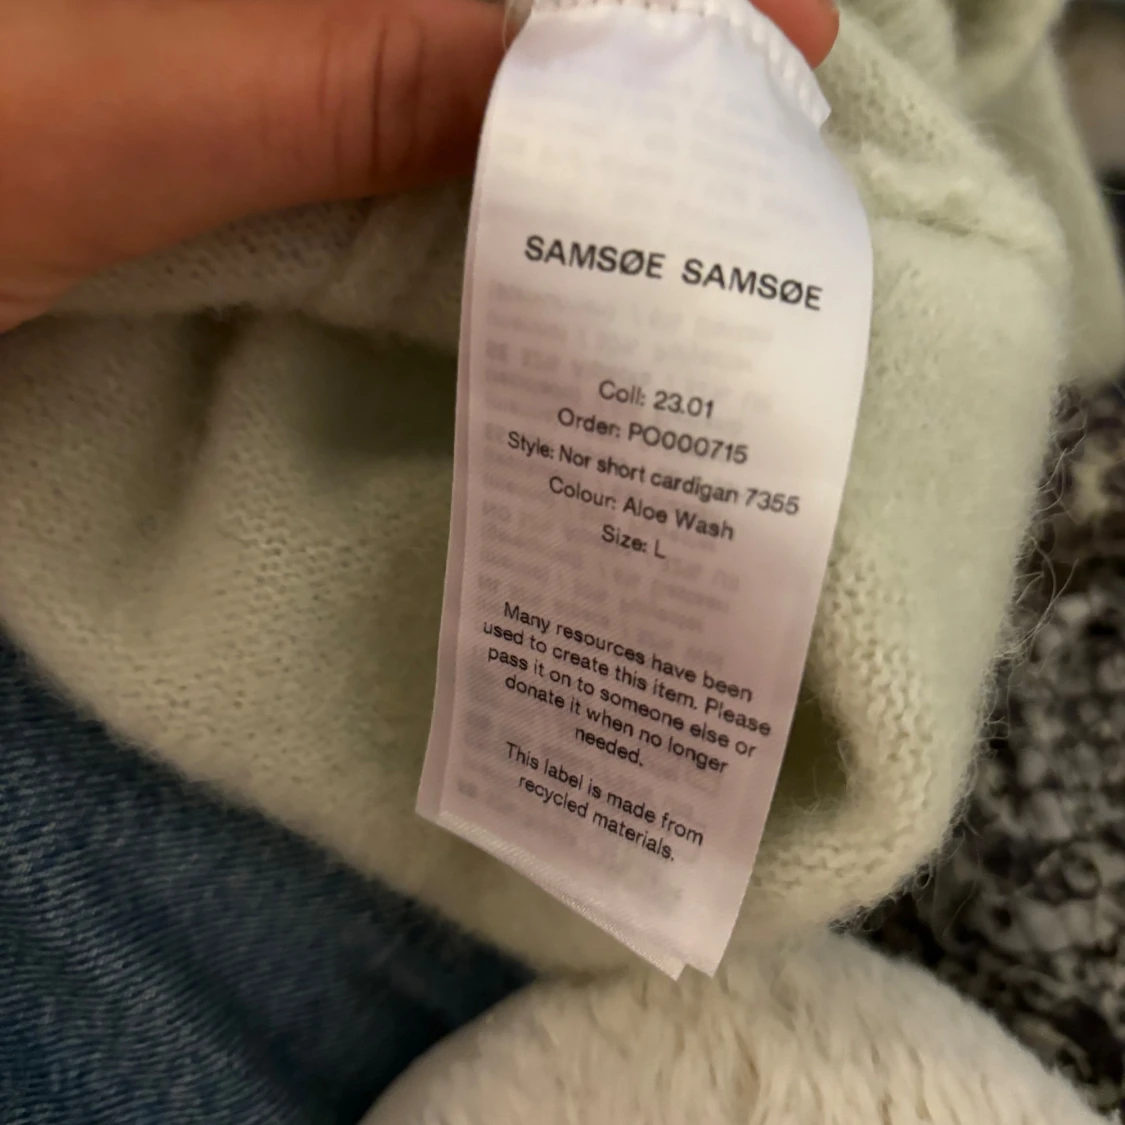 SAMSØE SAMSØE
Coll: 23.01
Order: PO000715
Style: Nor short cardigan 7355
Colour: Aloe Wash
Size: L
Many resources have been
used to create this item. Please
pass it on to someone else or
donate it when no longer
needed.
This label is made from
recycled materials.